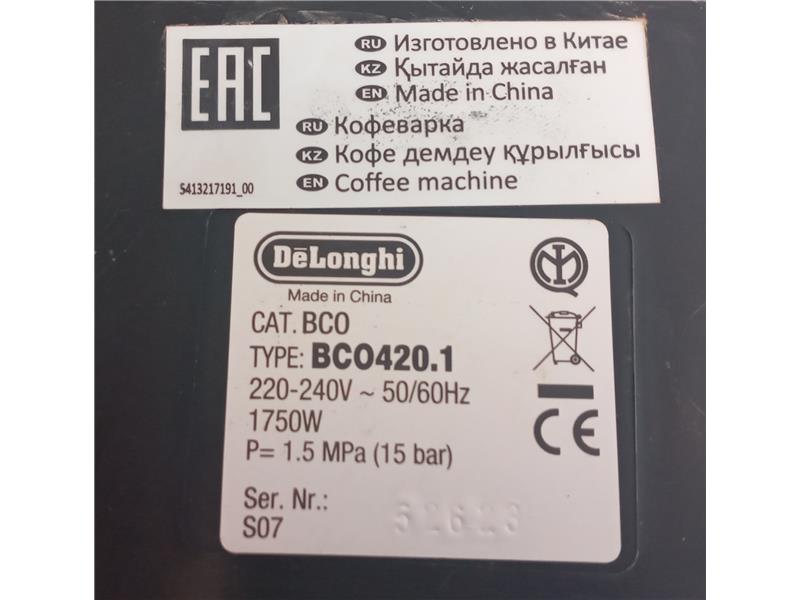 EAC
RU Изготовлено в Китае
KZ Қытайда жасалған
EN Made in China
RU Кофеварка
KZ Кофе демдеу құрылғысы
EN Coffee machine
5413217191_00
DēLonghi
Made in China
CAT. BCO
TYPE: BCO420.1
220-240V ~ 50/60Hz
1750W
P= 1.5 MPa (15 bar)
Ser. Nr.:
S07
CE